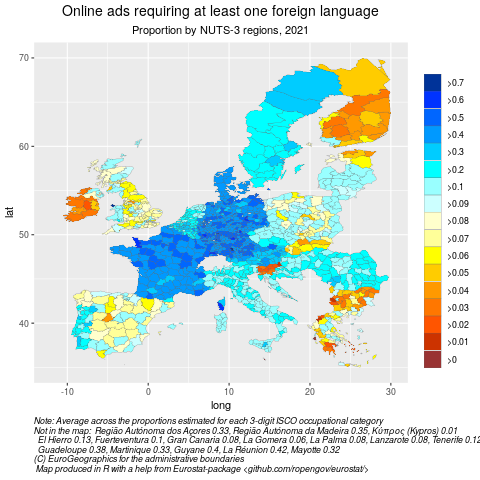 Online ads requiring at least one foreign language
Proportion by NUTS-3 regions, 2021
lat
70
60
50
40
-10
0
10
20
30
long
>0.7
>0.6
>0.5
>0.4
>0.3
>0.2
>0.1
>0.09
>0.08
>0.07
>0.06
>0.05
>0.04
>0.03
>0.02
>0.01
>0
Note: Average across the proportions estimated for each 3-digit ISCO occupational category
Not in the map: Região Autónoma dos Açores 0.33, Região Autónoma da Madeira 0.35, Κύπρος (Kypros) 0.01
El Hierro 0.13, Fuerteventura 0.1, Gran Canaria 0.08, La Gomera 0.06, La Palma 0.08, Lanzarote 0.08, Tenerife 0.12
Guadeloupe 0.38, Martinique 0.33, Guyane 0.4, La Réunion 0.42, Mayotte 0.32
(C) EuroGeographics for the administrative boundaries
Map produced in R with a help from Eurostat-package <github.com/ropengov/eurostat/>